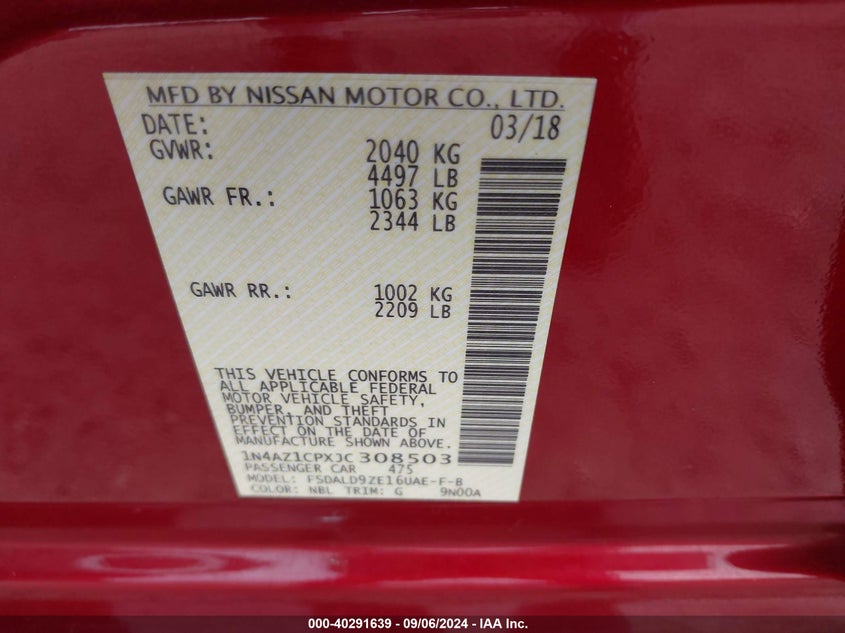 MFD BY NISSAN MOTOR CO., LTD.
DATE: 03/18
GVWR: 2040 KG
4497 LB
GAWR FR.: 1063 KG
2344 LB
GAWR RR.: 1002 KG
2209 LB
THIS VEHICLE CONFORMS TO
ALL APPLICABLE FEDERAL
MOTOR VEHICLE SAFETY,
BUMPER, AND THEFT
PREVENTION STANDARDS IN
EFFECT ON THE DATE OF
MANUFACTURE SHOWN ABOVE.
1N4AZ1CPXJC308503
PASSENGER CAR 475
MODEL: FSDALD9ZE16UAE-F-B
COLOR: NBL TRIM: G 9N00A
000-40291639 - 09/06/2024 - IAA Inc.